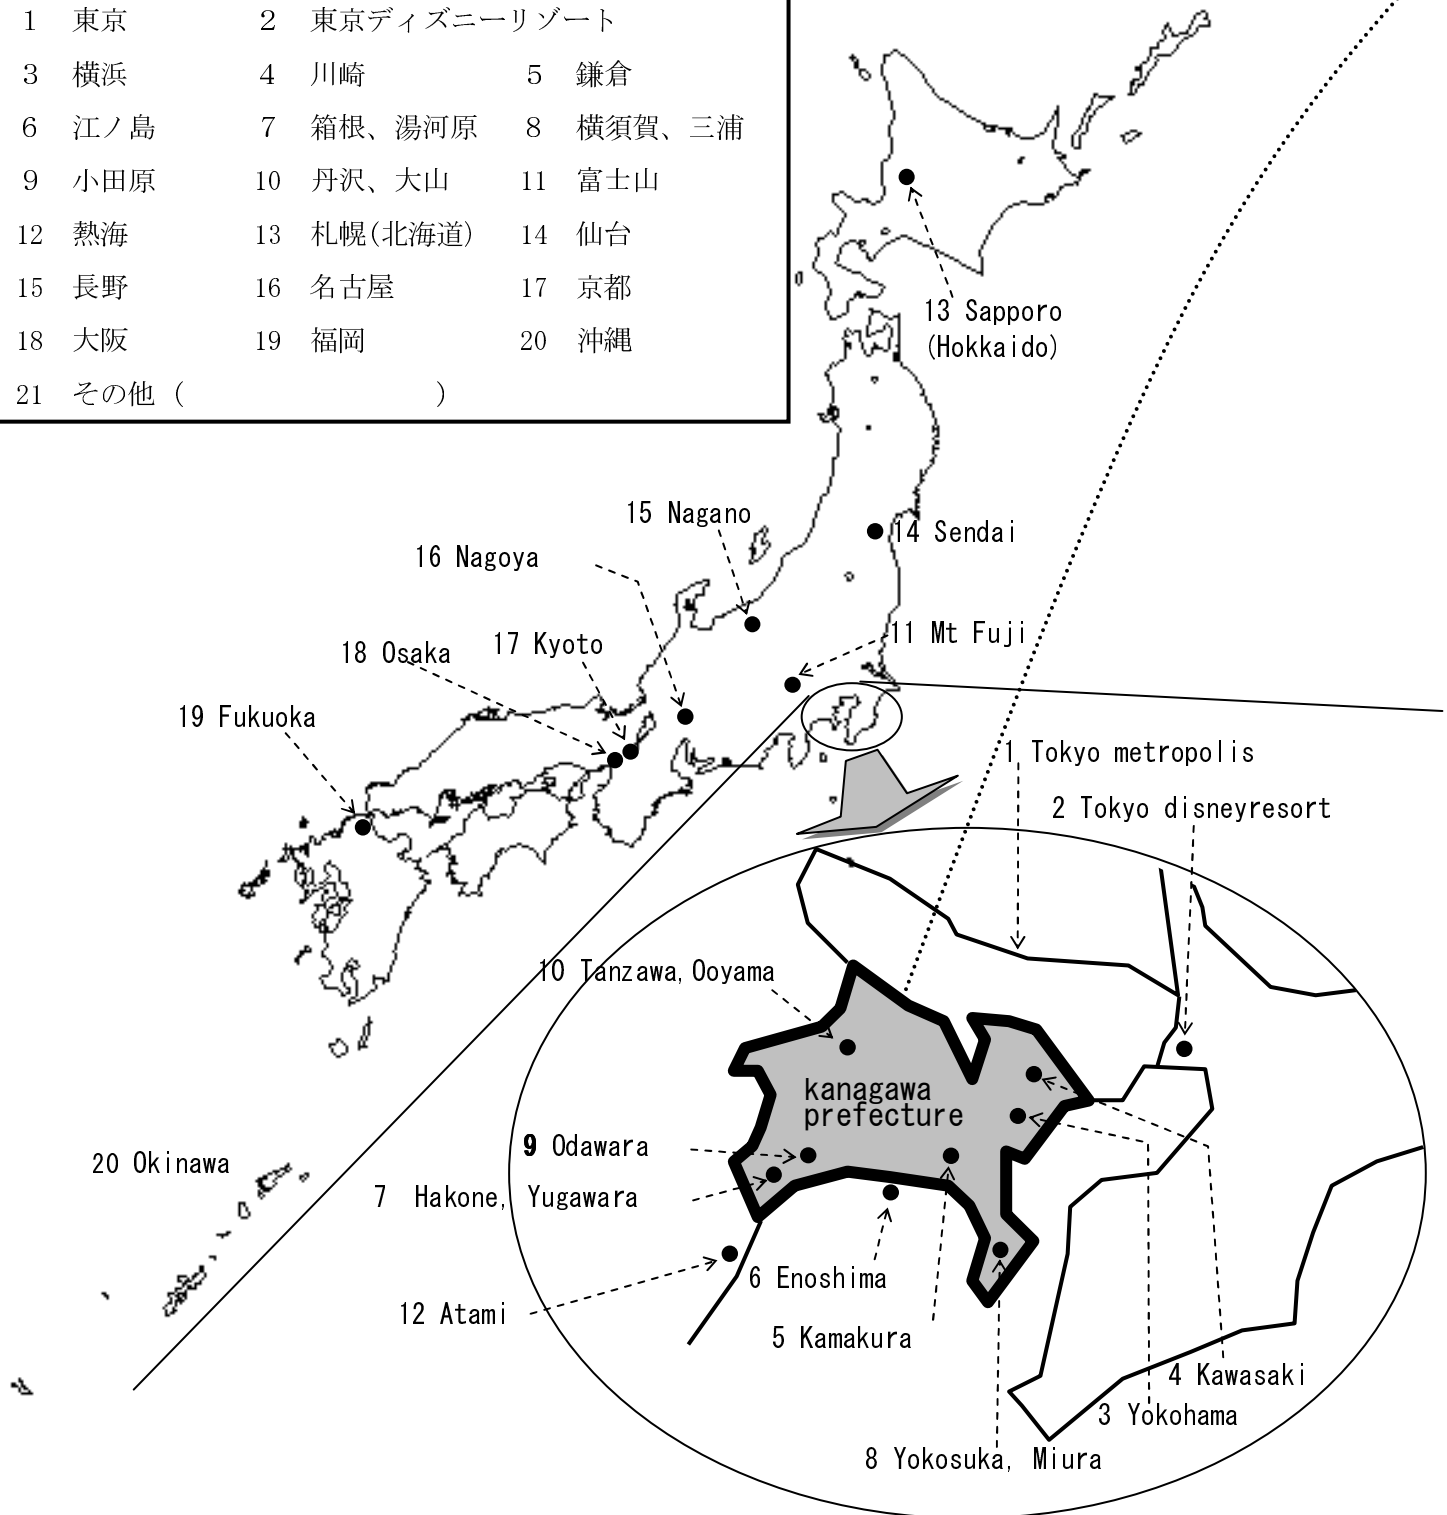 1 東京 2 東京ディズニーリゾート
3 横浜 4 川崎 5 鎌倉
6 江ノ島 7 箱根、湯河原 8 横須賀、三浦
9 小田原 10 丹沢、大山 11 富士山
12 熱海 13 札幌(北海道) 14 仙台
15 長野 16 名古屋 17 京都
18 大阪 19 福岡 20 沖縄
21 その他 ( )
13 Sapporo
(Hokkaido)
15 Nagano
14 Sendai
16 Nagoya
11 Mt Fuji
17 Kyoto
18 Osaka
19 Fukuoka
1 Tokyo metropolis
2 Tokyo disneyresort
10 Tanzawa, Ooyama
kanagawa
prefecture
9 Odawara
20 Okinawa
7 Hakone, Yugawara
6 Enoshima
12 Atami
5 Kamakura
4 Kawasaki
3 Yokohama
8 Yokosuka, Miura